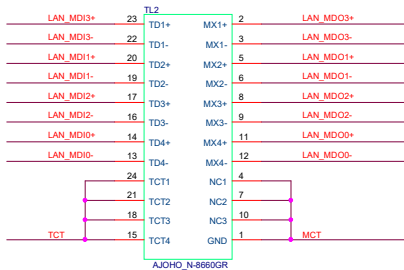 TL2
LAN_MDI3+ 23 TD1+ MX1+ 2 LAN_MDO3+
LAN_MDI3- 22 TD1- MX1- 3 LAN_MDO3-
LAN_MDI1+ 20 TD2+ MX2+ 5 LAN_MDO1+
LAN_MDI1- 19 TD2- MX2- 6 LAN_MDO1-
LAN_MDI2+ 17 TD3+ MX3+ 8 LAN_MDO2+
LAN_MDI2- 16 TD3- MX3- 9 LAN_MDO2-
LAN_MDI0+ 14 TD4+ MX4+ 11 LAN_MDO0+
LAN_MDI0- 13 TD4- MX4- 12 LAN_MDO0-
24 TCT1 NC1 4
21 TCT2 NC2 7
18 TCT3 NC3 10
TCT 15 TCT4 GND 1 MCT
AJOHO_N-8660GR